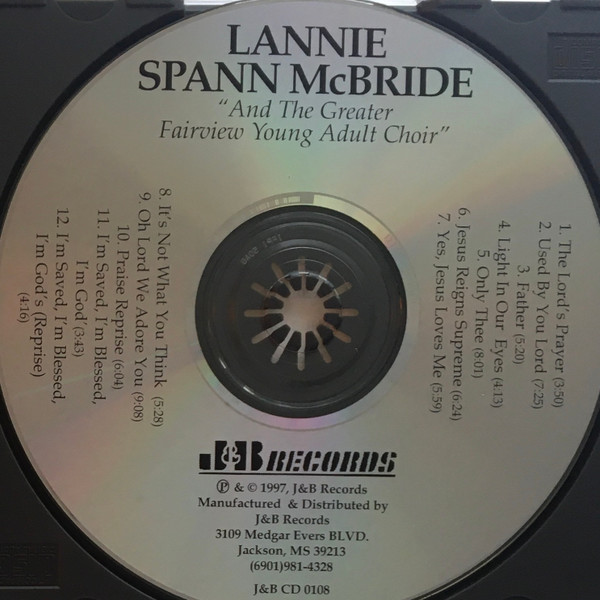 LANNIE
SPANN McBRIDE
“And The Greater
Fairview Young Adult Choir”
1. The Lord's Prayer (3:50)
2. Used By You Lord (7:25)
3. Father (5:20)
4. Light In Our Eyes (4:13)
5. Only Thee (8:01)
6. Jesus Reigns Supreme (6:24)
7. Yes, Jesus Loves Me (5:59)
8. It's Not What You Think (5:28)
9. Oh Lord We Adore You (9:08)
10. Praise Reprise (6:04)
11. I'm Saved, I'm Blessed,
I'm God' (3:43)
12. I'm Saved, I'm Blessed,
I'm God's (Reprise)
(4:16)
J&B RECORDS
℗ & © 1997, J&B Records
Manufactured & Distributed by
J&B Records
3109 Medgar Evers BLVD.
Jackson, MS 39213
(6901)981-4328
J&B CD 0108